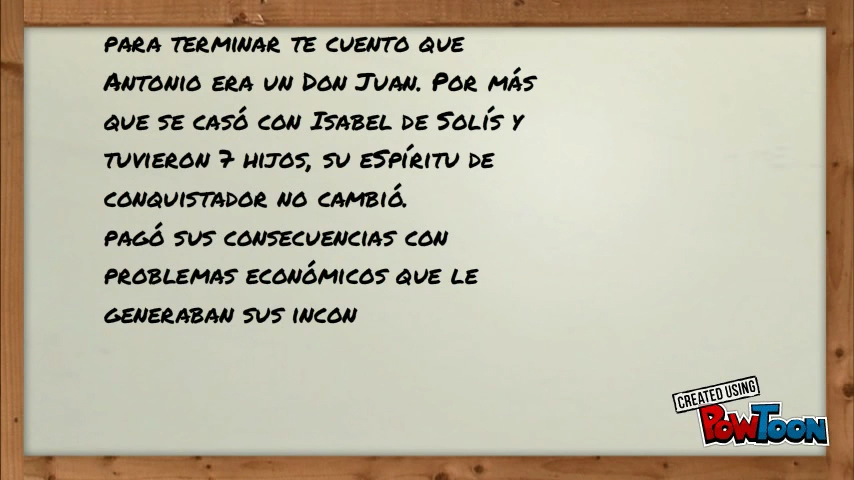 para terminar te cuento que
Antonio era un Don Juan. Por más
que se casó con Isabel de Solís y
tuvieron 7 hijos, su eSpíritu de
conquistador no cambió.
pagó sus consecuencias con
problemas económicos que le
generaban sus incon
CREATED USING
PowToon